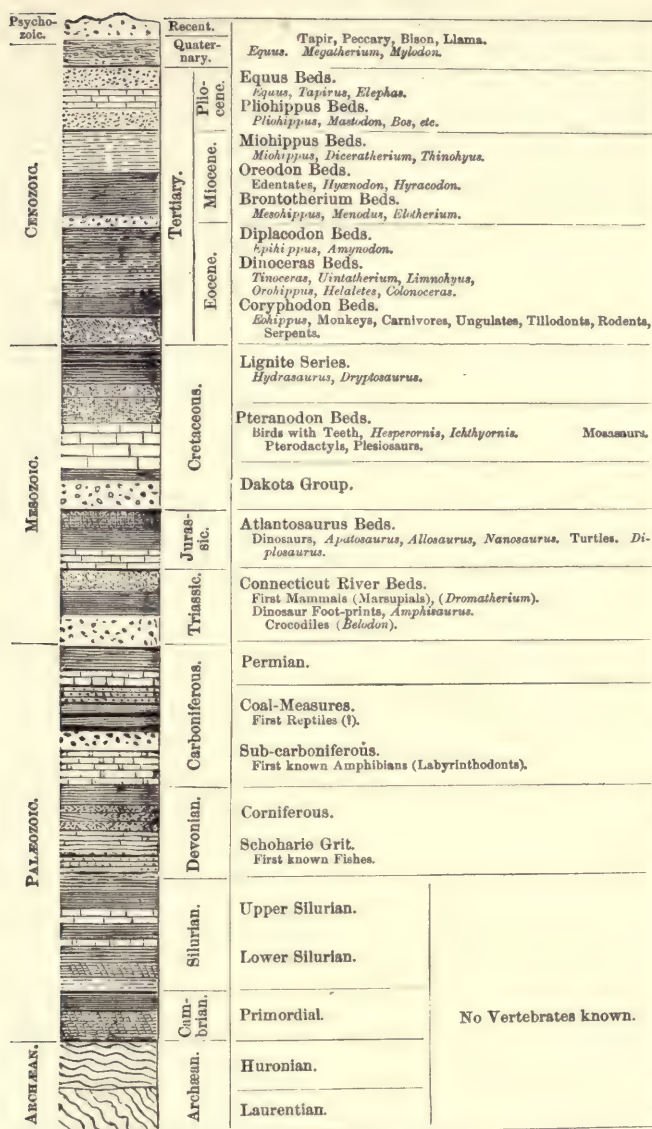 Psycho-
zoic.
Recent.
Tapir, Peccary, Bison, Llama.
Quater-
nary.
Equus. Megatherium, Mylodon.
CENOZOIC.
Tertiary.
Pliocene.
Equus Beds.
Equus, Tapirus, Elephas.
Pliohippus Beds.
Pliohippus, Mastodon, Bos, etc.
Miocene.
Miohippus Beds.
Miohippus, Diceratherium, Thinohyus.
Oreodon Beds.
Edentates, Hyænodon, Hyracodon.
Brontotherium Beds.
Mesohippus, Menodus, Elotherium.
Eocene.
Diplacodon Beds.
Epihippus, Amynodon.
Dinoceras Beds.
Tinoceras, Uintatherium, Limnohyus,
Orohippus, Helaletes, Colonoceras.
Coryphodon Beds.
Eohippus, Monkeys, Carnivores, Ungulates, Tillodonts, Rodents,
Serpents.
MESOZOIC.
Cretaceous.
Lignite Series.
Hydrasaurus, Dryptosaurus.
Pteranodon Beds.
Birds with Teeth, Hesperornis, Ichthyornis. Mosasaurs.
Pterodactyls, Plesiosaurs.
Dakota Group.
Juras-
sic.
Atlantosaurus Beds.
Dinosaurs, Apatosaurus, Allosaurus, Nanosaurus. Turtles. Di-
plosaurus.
Triassic.
Connecticut River Beds.
First Mammals (Marsupials), (Dromatherium).
Dinosaur Foot-prints, Amphisaurus.
Crocodiles (Belodon).
PALÆOZOIC.
Carboniferous.
Permian.
Coal-Measures.
First Reptiles (?).
Sub-carboniferous.
First known Amphibians (Labyrinthodonts).
Devonian.
Corniferous.
Schoharie Grit.
First known Fishes.
Silurian.
Upper Silurian.
Lower Silurian.
Cam-
brian.
Primordial.
No Vertebrates known.
ARCHÆAN.
Archæan.
Huronian.
Laurentian.